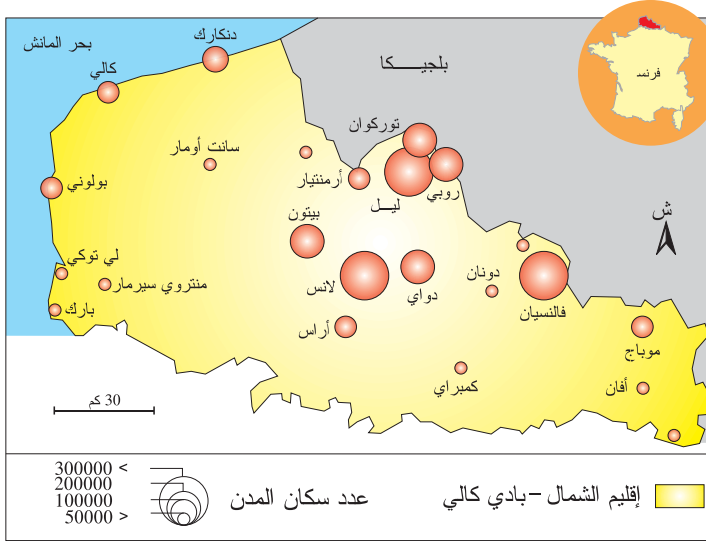 بحر المانش
دنكارك
كالي
بلجيـــــكا
فرنسا
توركوان
سانت أومار
أرمنتيار
روبي
ليـــل
بولوني
ش
بيتون
لي توكي
منتروي سيرمار
لانس
دواي
دونان
فالنسيان
بارك
أراس
موباج
كمبراي
أفان
30 كم
300000 <
200000
100000
50000 >
عدد سكان المدن
إقليم الشمال – بادي كالي